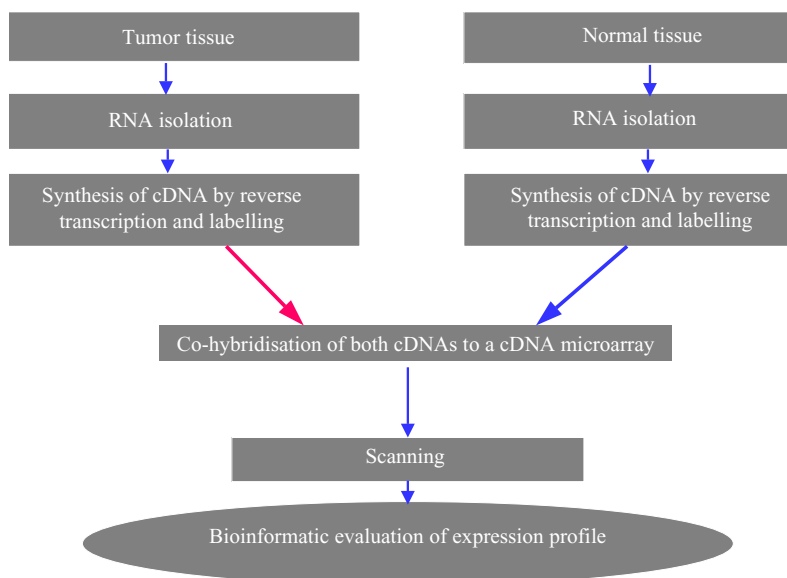 Tumor tissue
Normal tissue
RNA isolation
RNA isolation
Synthesis of cDNA by reverse
transcription and labelling
Synthesis of cDNA by reverse
transcription and labelling
Co-hybridisation of both cDNAs to a cDNA microarray
Scanning
Bioinformatic evaluation of expression profile